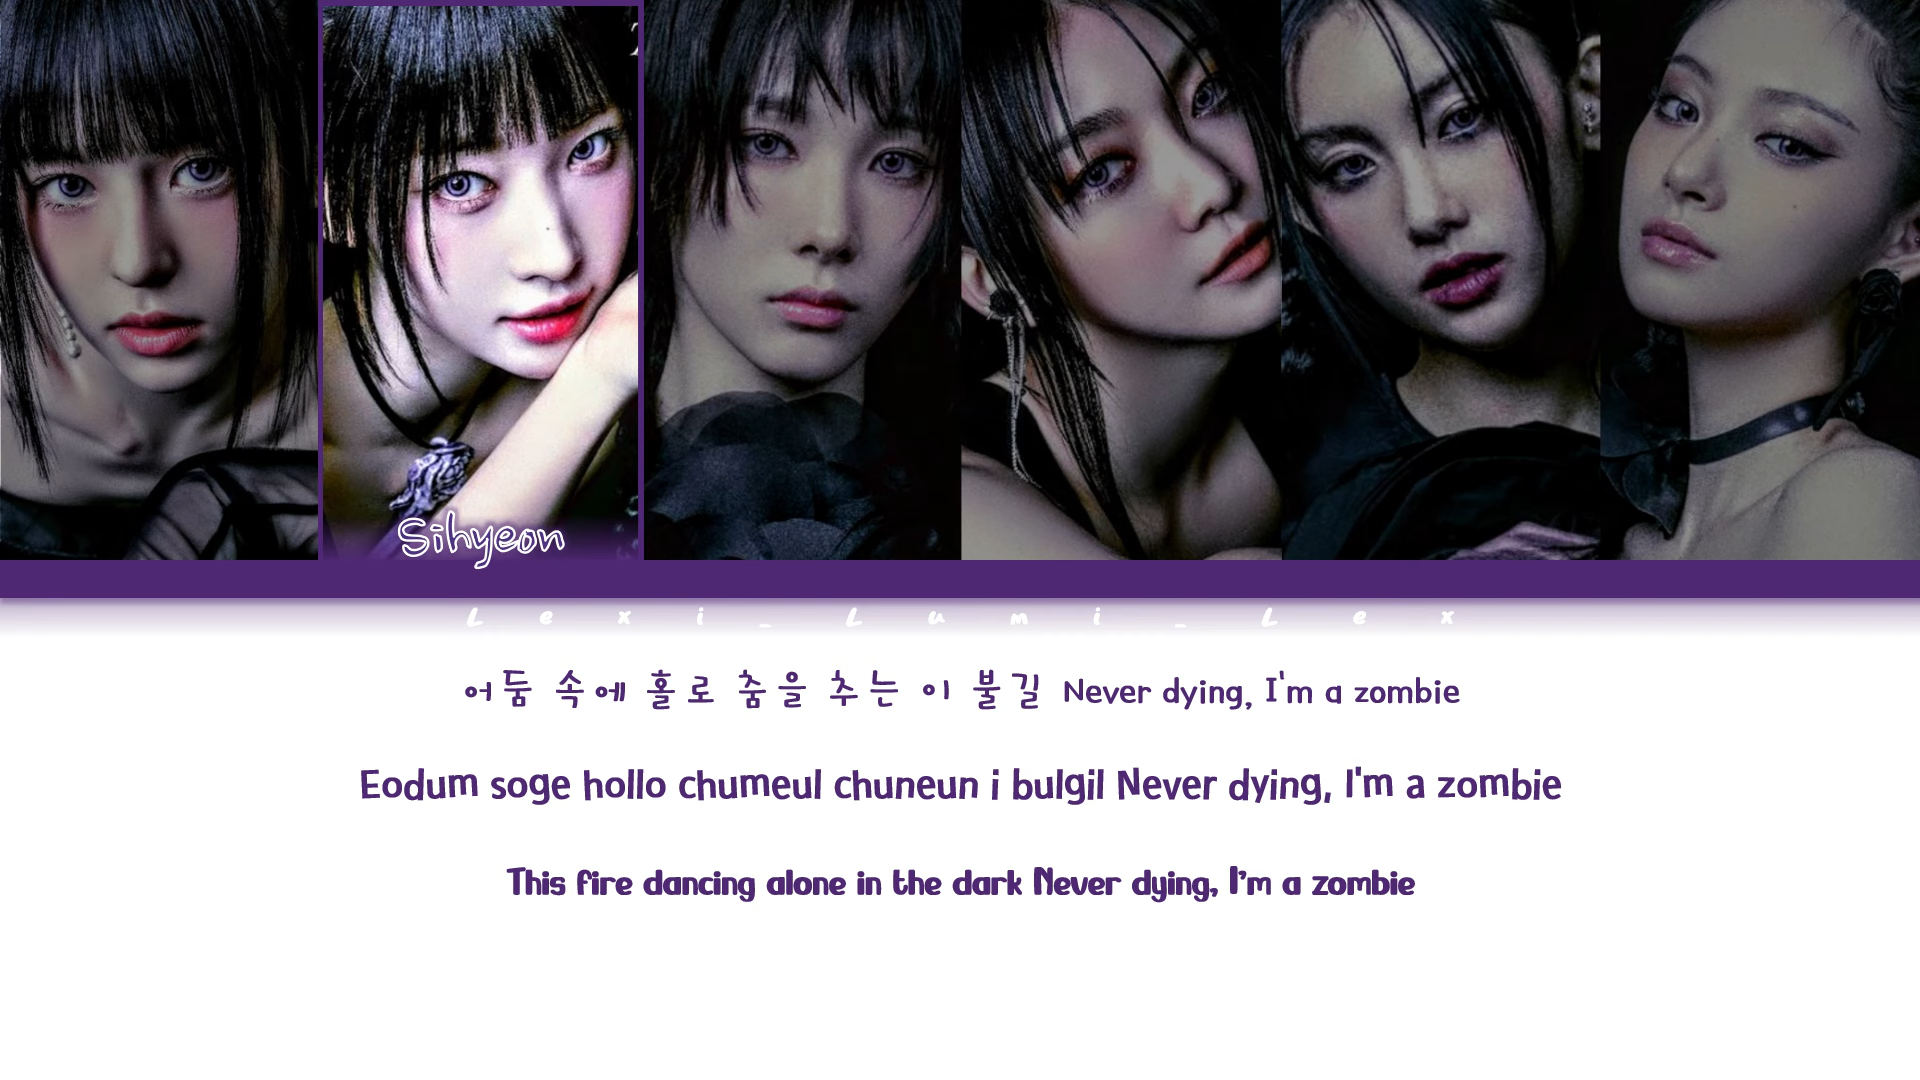 Sihyeon
Lexi_Lumi_Lex
어둠 속에 홀로 춤을 추는 이 불길 Never dying, I'm a zombie
Eodum soge hollo chumeul chuneun i bulgil Never dying, I'm a zombie
This fire dancing alone in the dark Never dying, I'm a zombie